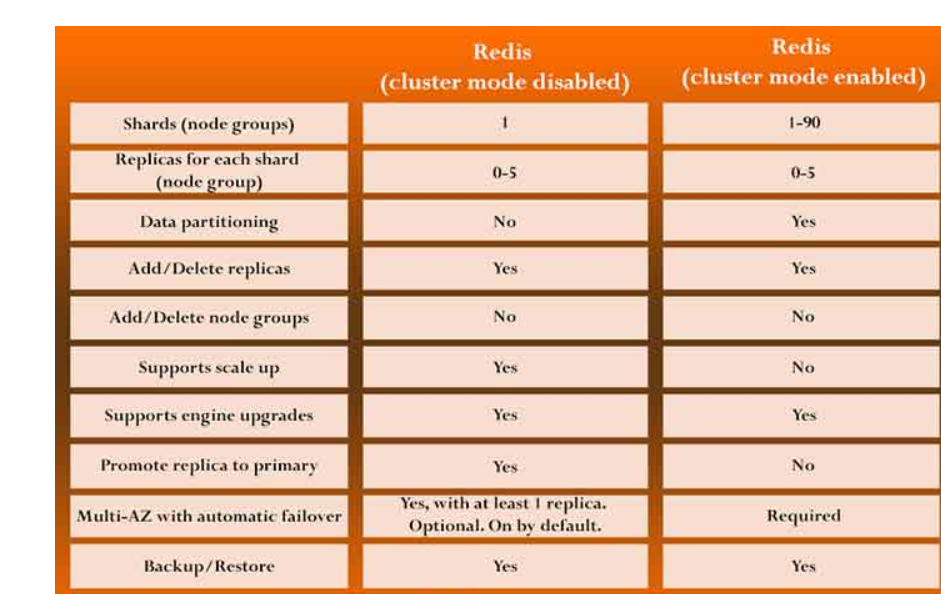 Redis
(cluster mode disabled)
Redis
(cluster mode enabled)
Shards (node groups)
1
1-90
Replicas for each shard
(node group)
0-5
0-5
Data partitioning
No
Yes
Add/Delete replicas
Yes
Yes
Add/Delete node groups
No
No
Supports scale up
Yes
No
Supports engine upgrades
Yes
Yes
Promote replica to primary
Yes
No
Multi-AZ with automatic failover
Yes, with at least 1 replica.
Optional. On by default.
Required
Backup/Restore
Yes
Yes